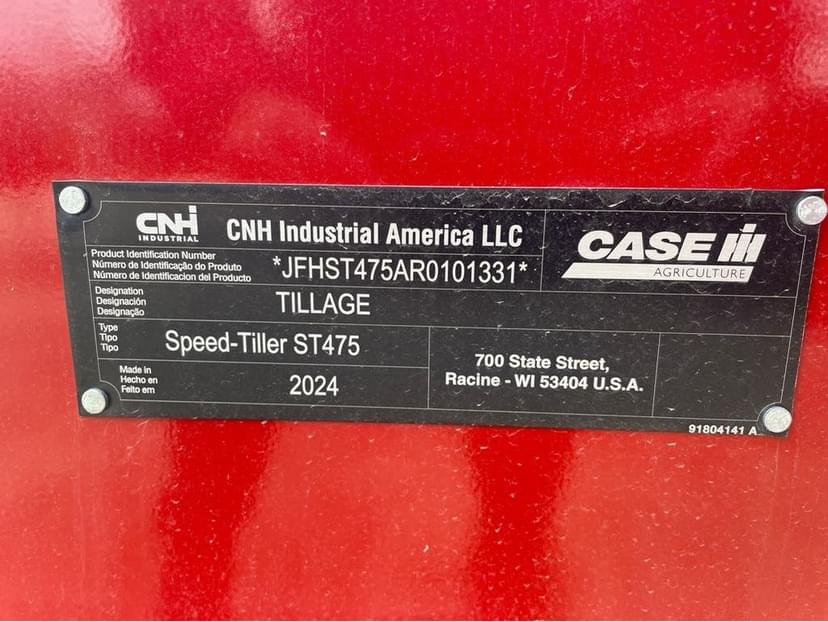 CNH
INDUSTRIAL
CNH Industrial America LLC
CASE IH
AGRICULTURE
Product Identification Number
Número de Identificação do Produto
Número de Identificacion del Producto
*JFHST475AR0101331*
Designation
Designación
Designação
TILLAGE
Type
Tipo
Tipo
Speed-Tiller ST475
700 State Street,
Racine - WI 53404 U.S.A.
Made in
Hecho en
Feito em
2024
91804141 A